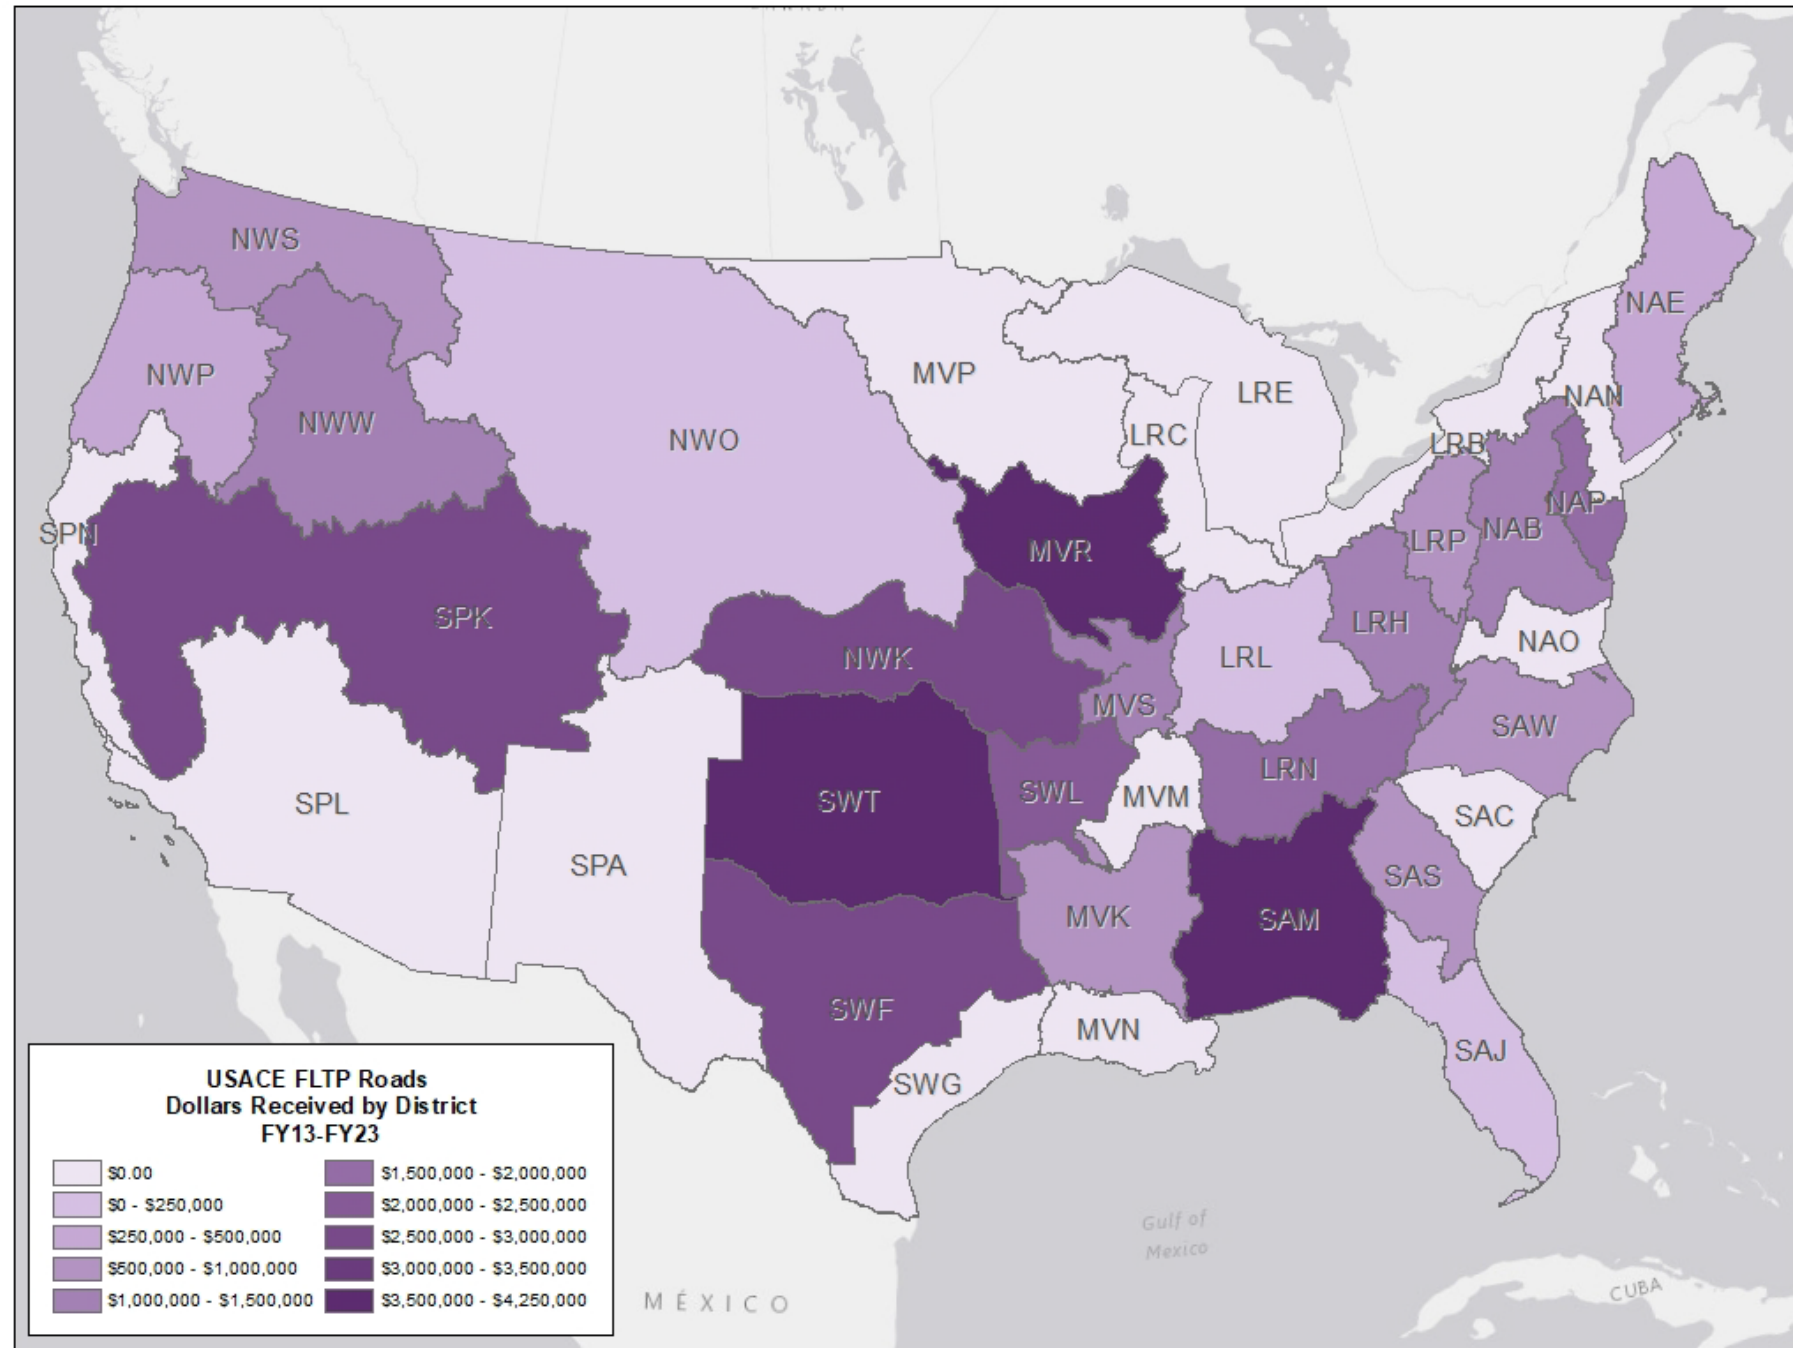 NWS
NAE
NWP
MVP
LRE
NAN
NWW
NWO
LRC
LRB
SPN
MVR
LRP
NAB
NAP
SPK
LRH
NWK
LRL
NAO
MVS
SAW
SPL
SWT
SWL
MVM
LRN
SAC
SPA
SAS
MVK
SAM
SWF
MVN
SAJ
SWG
USACE FLTP Roads
Dollars Received by District
FY13-FY23
$0.00
$0 - $250,000
$250,000 - $500,000
$500,000 - $1,000,000
$1,000,000 - $1,500,000
$1,500,000 - $2,000,000
$2,000,000 - $2,500,000
$2,500,000 - $3,000,000
$3,000,000 - $3,500,000
$3,500,000 - $4,250,000
Gulf of
Mexico
MÉXICO
CUBA